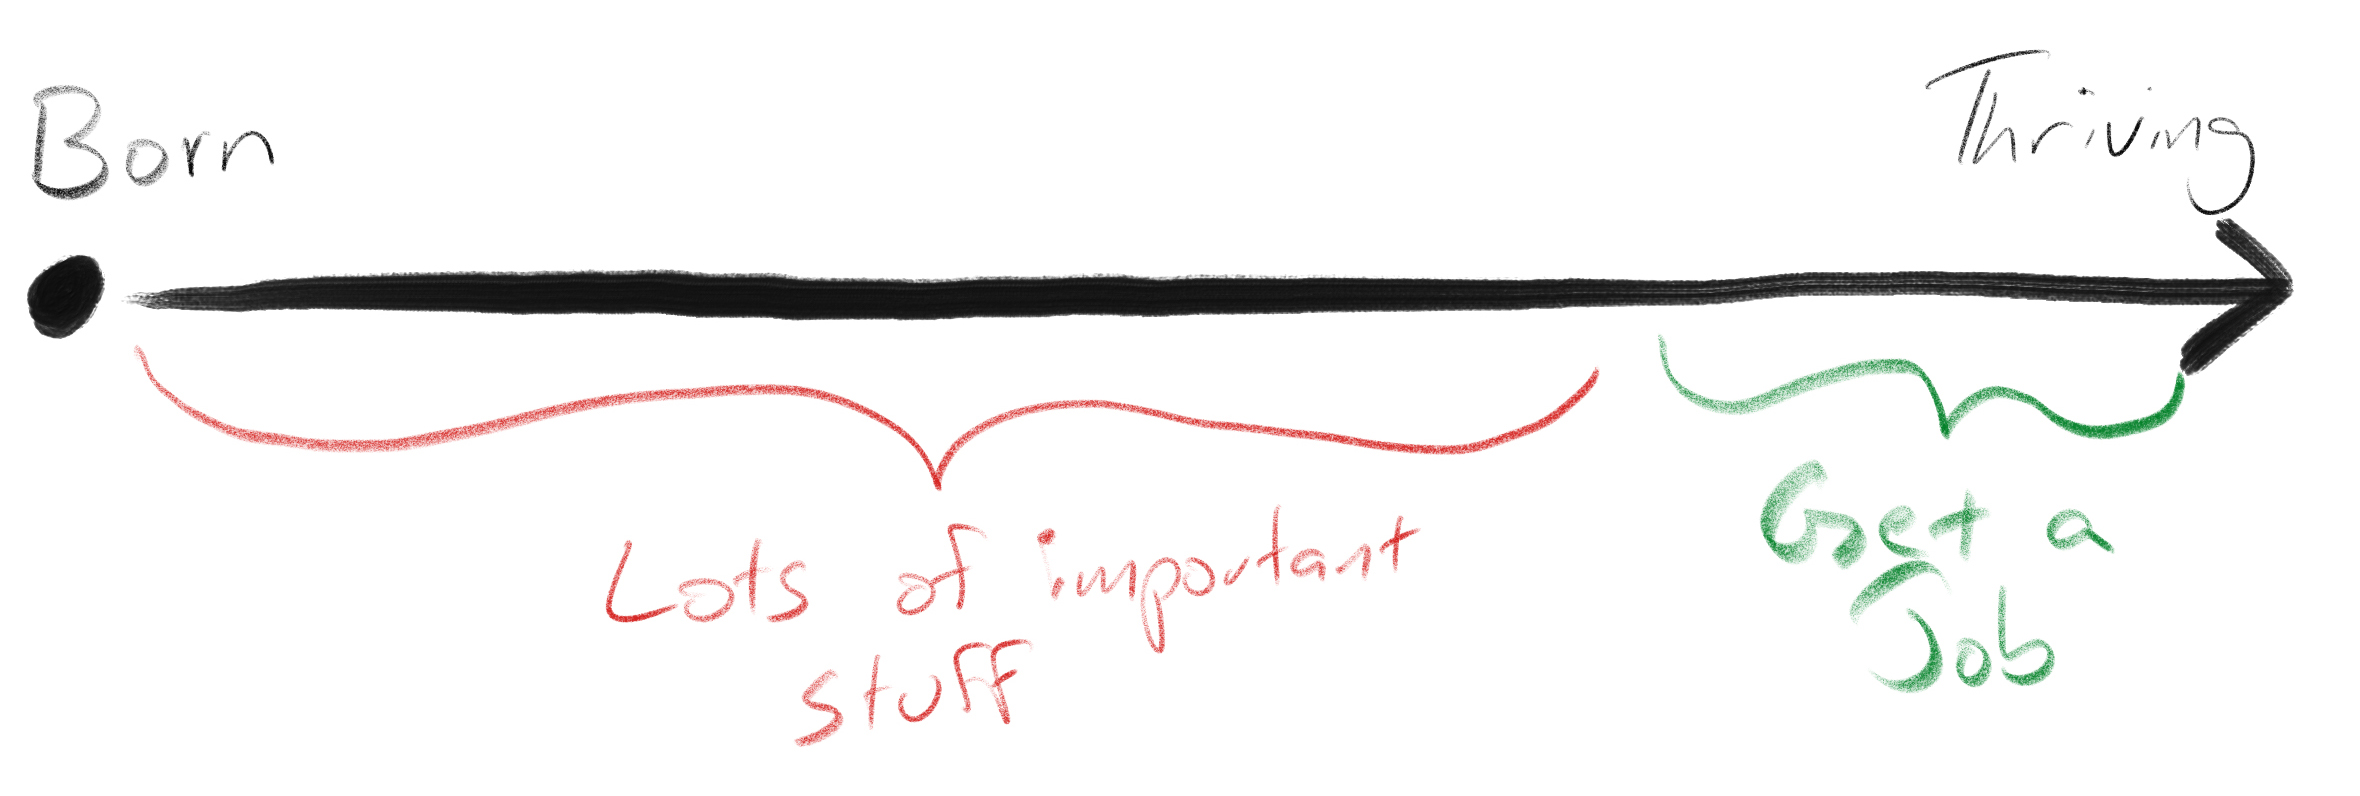 Born
Thriving
Lots of important
stuff
Get a
Job